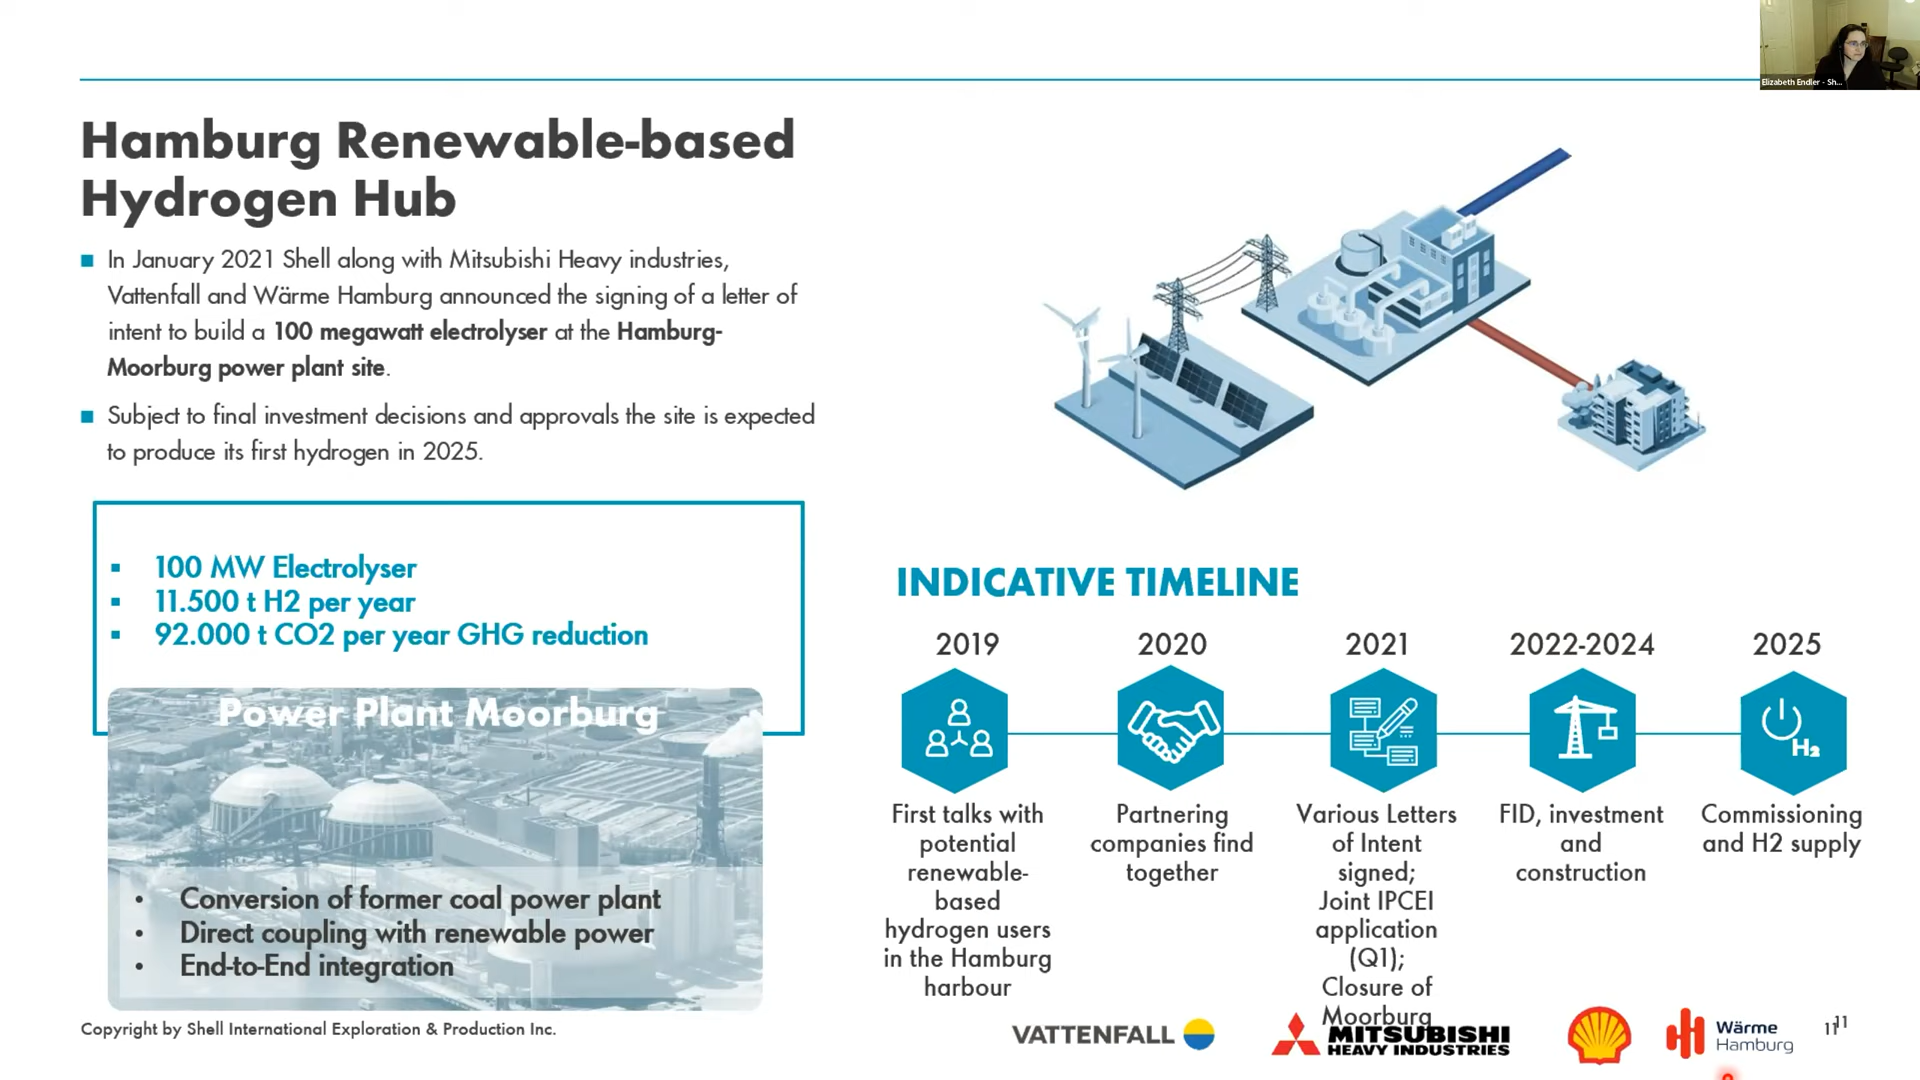 Elizabeth Endler - Sh...
Hamburg Renewable-based
Hydrogen Hub
In January 2021 Shell along with Mitsubishi Heavy industries,
Vattenfall and Wärme Hamburg announced the signing of a letter of
intent to build a 100 megawatt electrolyser at the Hamburg-
Moorburg power plant site.
Subject to final investment decisions and approvals the site is expected
to produce its first hydrogen in 2025.
100 MW Electrolyser
11.500 t H2 per year
92.000 t CO2 per year GHG reduction
Power Plant Moorburg
Conversion of former coal power plant
Direct coupling with renewable power
End-to-End integration
INDICATIVE TIMELINE
2019
First talks with
potential
renewable-
based
hydrogen users
in the Hamburg
harbour
2020
Partnering
companies find
together
2021
Various Letters
of Intent
signed;
Joint IPCEI
application
(Q1);
Closure of
Moorburg
2022-2024
FID, investment
and
construction
2025
H2
Commissioning
and H2 supply
Copyright by Shell International Exploration & Production Inc.
VATTENFALL
MITSUBISHI
HEAVY INDUSTRIES
Wärme
Hamburg
11
11